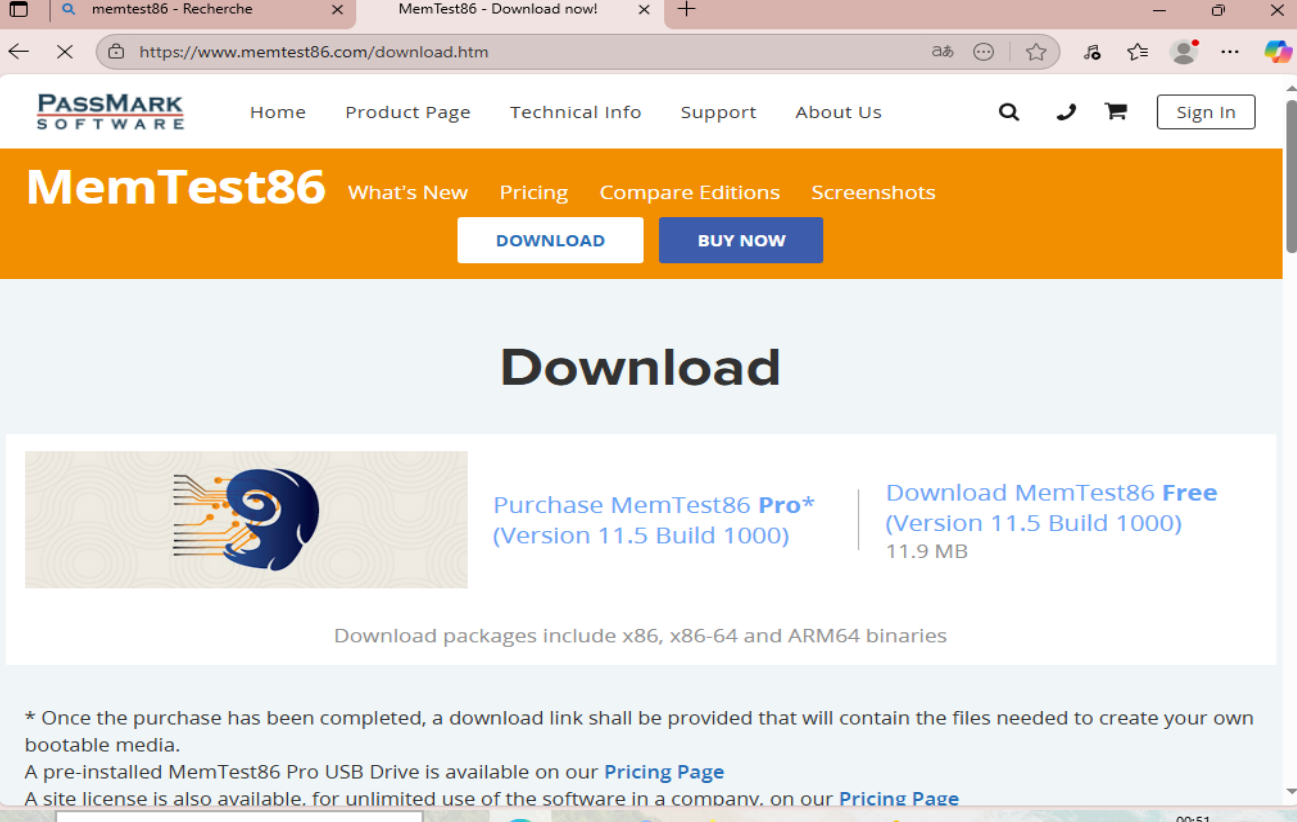 memtest86 - Recherche
MemTest86 - Download now!
https://www.memtest86.com/download.htm
PASSMARK
SOFTWARE
Home Product Page Technical Info Support About Us Sign In
MemTest86 What's New Pricing Compare Editions Screenshots
DOWNLOAD BUY NOW
Download
Purchase MemTest86 Pro*
(Version 11.5 Build 1000)
Download MemTest86 Free
(Version 11.5 Build 1000)
11.9 MB
Download packages include x86, x86-64 and ARM64 binaries
* Once the purchase has been completed, a download link shall be provided that will contain the files needed to create your own
bootable media.
A pre-installed MemTest86 Pro USB Drive is available on our Pricing Page
A site license is also available, for unlimited use of the software in a company, on our Pricing Page
00:51